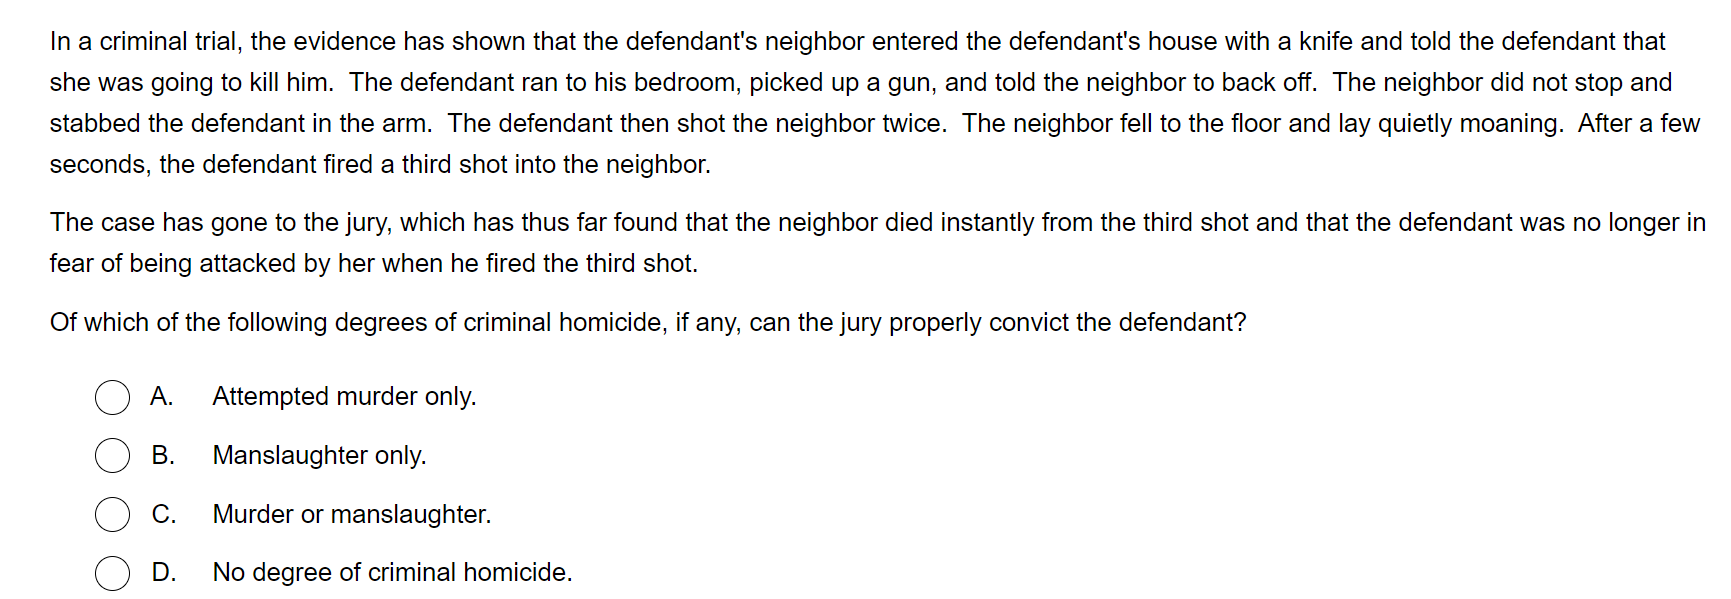 In a criminal trial, the evidence has shown that the defendant's neighbor entered the defendant's house with a knife and told the defendant that
she was going to kill him.  The defendant ran to his bedroom, picked up a gun, and told the neighbor to back off.  The neighbor did not stop and
stabbed the defendant in the arm.  The defendant then shot the neighbor twice.  The neighbor fell to the floor and lay quietly moaning.  After a few
seconds, the defendant fired a third shot into the neighbor.
The case has gone to the jury, which has thus far found that the neighbor died instantly from the third shot and that the defendant was no longer in
fear of being attacked by her when he fired the third shot.
Of which of the following degrees of criminal homicide, if any, can the jury properly convict the defendant?
A. Attempted murder only.
B. Manslaughter only.
C. Murder or manslaughter.
D. No degree of criminal homicide.